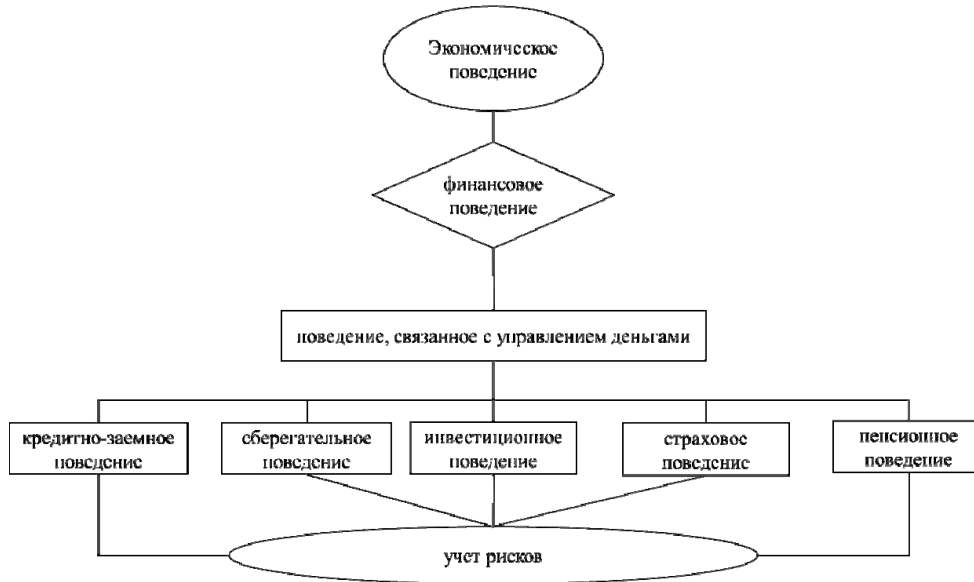 Экономическое
поведение
финансовое
поведение
поведение, связанное с управлением деньгами
кредитно-заемное
поведение
сберегательное
поведение
инвестиционное
поведение
страховое
поведение
пенсионное
поведение
учет рисков